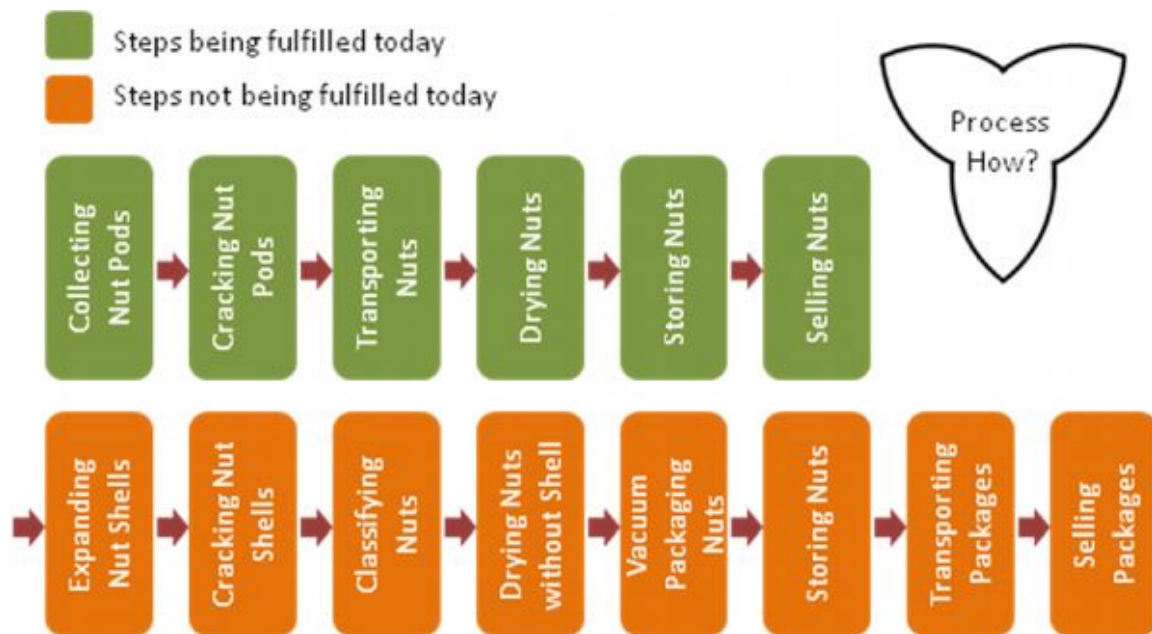 Steps being fulfilled today
Steps not being fulfilled today
Process
How?
Collecting
Nut Pods
Cracking Nut
Pods
Transporting
Nuts
Drying Nuts
Storing Nuts
Selling Nuts
Expanding
Nut Shells
Cracking Nut
Shells
Classifying
Nuts
Drying Nuts
without Shell
Vacuum
Packaging
Nuts
Storing Nuts
Transporting
Packages
Selling
Packages